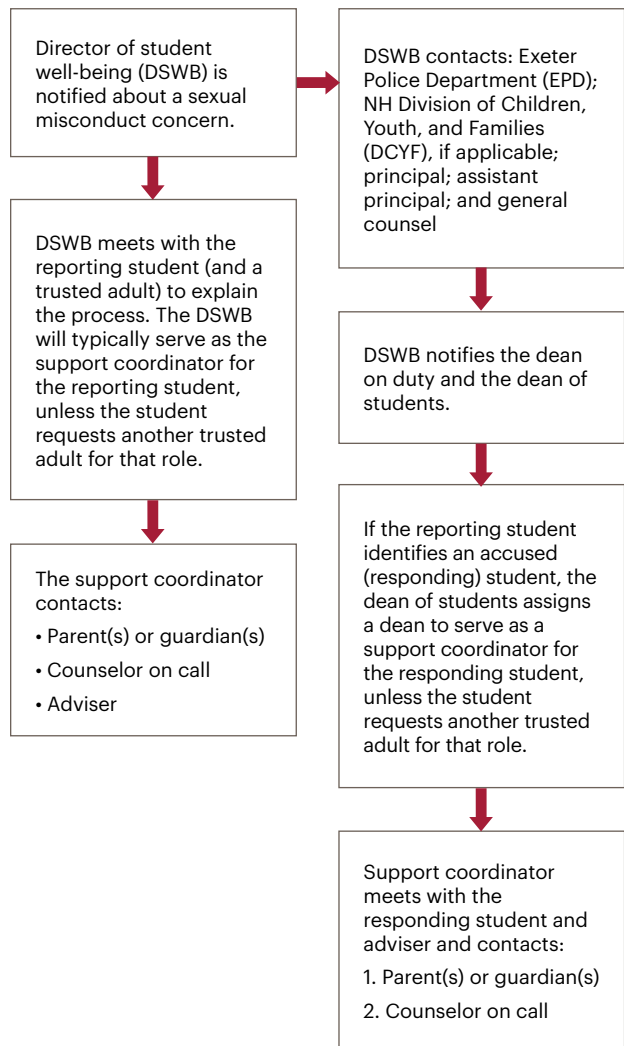 Director of student
well-being (DSWB) is
notified about a sexual
misconduct concern.
DSWB meets with the
reporting student (and a
trusted adult) to explain
the process. The DSWB
will typically serve as the
support coordinator for
the reporting student,
unless the student
requests another trusted
adult for that role.
The support coordinator
contacts:
• Parent(s) or guardian(s)
• Counselor on call
• Adviser
DSWB contacts: Exeter
Police Department (EPD);
NH Division of Children,
Youth, and Families
(DCYF), if applicable;
principal; assistant
principal; and general
counsel
DSWB notifies the dean
on duty and the dean of
students.
If the reporting student
identifies an accused
(responding) student, the
dean of students assigns
a dean to serve as a
support coordinator for
the responding student,
unless the student
requests another trusted
adult for that role.
Support coordinator
meets with the
responding student and
adviser and contacts:
1. Parent(s) or guardian(s)
2. Counselor on call